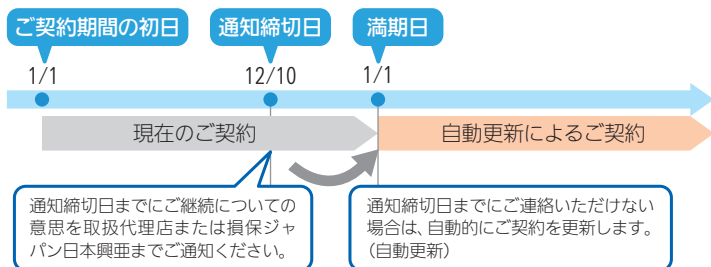 ご契約期間の初日
通知締切日
満期日
1/1
12/10
1/1
現在のご契約
自動更新によるご契約
通知締切日までにご継続についての
意思を取扱代理店または損保ジャ
パン日本興亜までご通知ください。
通知締切日までにご連絡いただけない
場合は、自動的にご契約を更新します。
（自動更新）